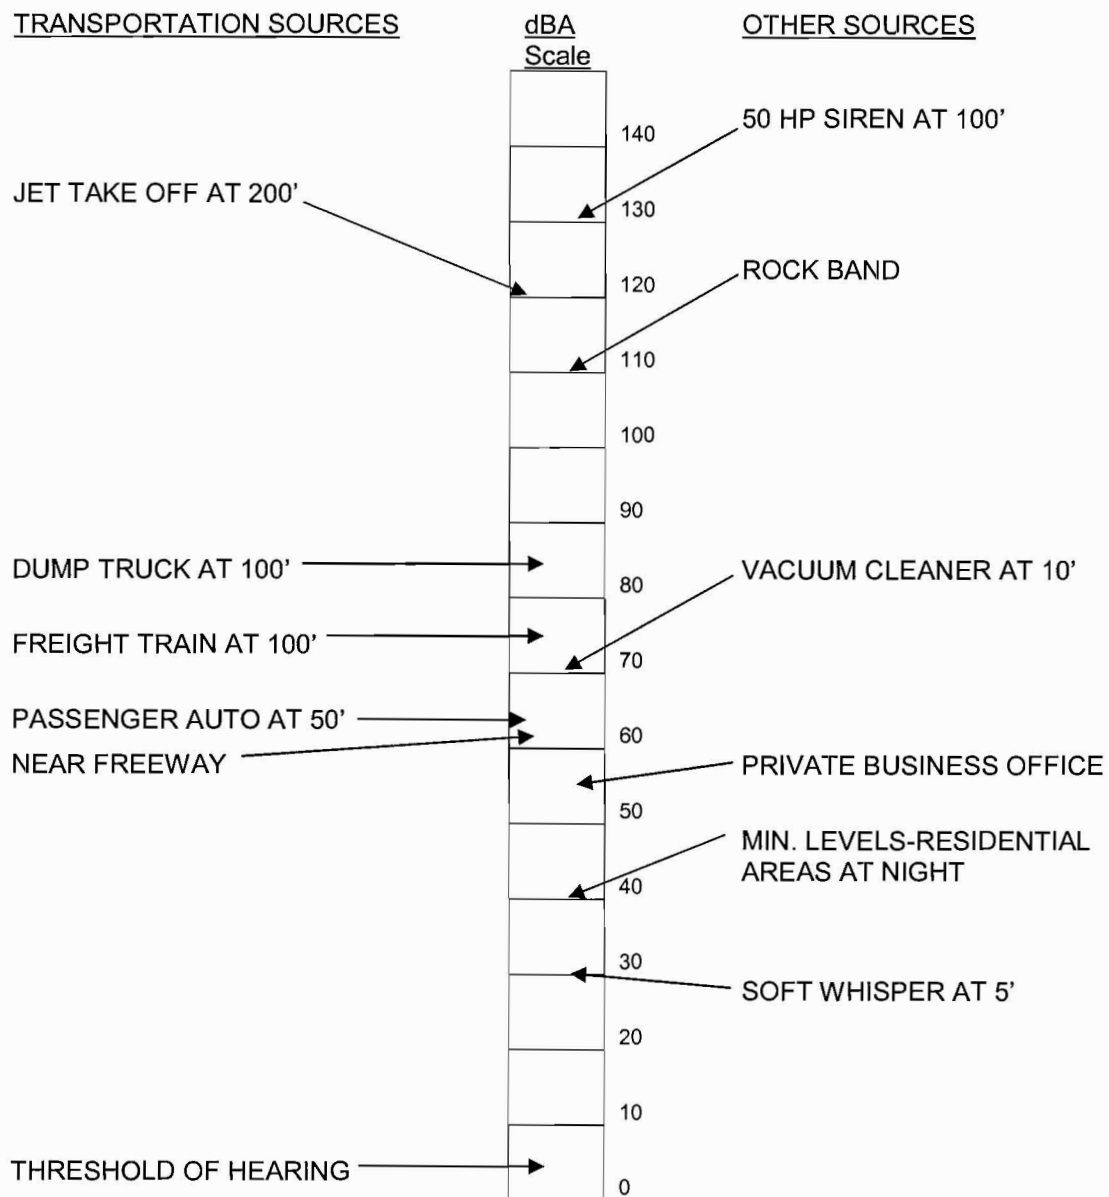 TRANSPORTATION SOURCES
dBA
Scale
OTHER SOURCES
50 HP SIREN AT 100'
140
JET TAKE OFF AT 200'
130
ROCK BAND
120
110
100
90
DUMP TRUCK AT 100'
VACUUM CLEANER AT 10'
80
FREIGHT TRAIN AT 100'
70
PASSENGER AUTO AT 50'
60
NEAR FREEWAY
PRIVATE BUSINESS OFFICE
50
MIN. LEVELS-RESIDENTIAL
AREAS AT NIGHT
40
30
SOFT WHISPER AT 5'
20
10
THRESHOLD OF HEARING
0